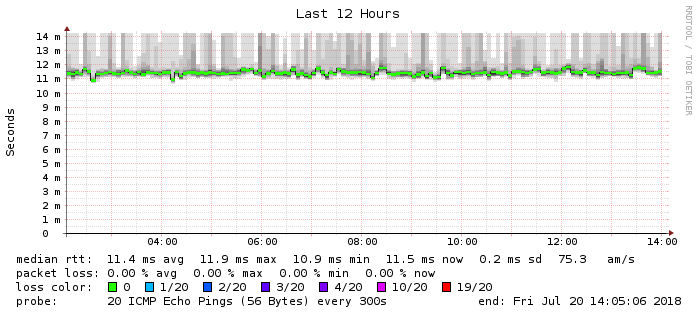 Last 12 Hours
RRDTOOL / TOBI OETIKER
Seconds
14 m
13 m
12 m
11 m
10 m
9 m
8 m
7 m
6 m
5 m
4 m
3 m
2 m
1 m
0
04:00 06:00 08:00 10:00 12:00 14:00
median rtt: 11.4 ms avg 11.9 ms max 10.9 ms min 11.5 ms now 0.2 ms sd 75.3 am/s
packet loss: 0.00 % avg 0.00 % max 0.00 % min 0.00 % now
loss color: 0 1/20 2/20 3/20 4/20 10/20 19/20
probe: 20 ICMP Echo Pings (56 Bytes) every 300s end: Fri Jul 20 14:05:06 2018